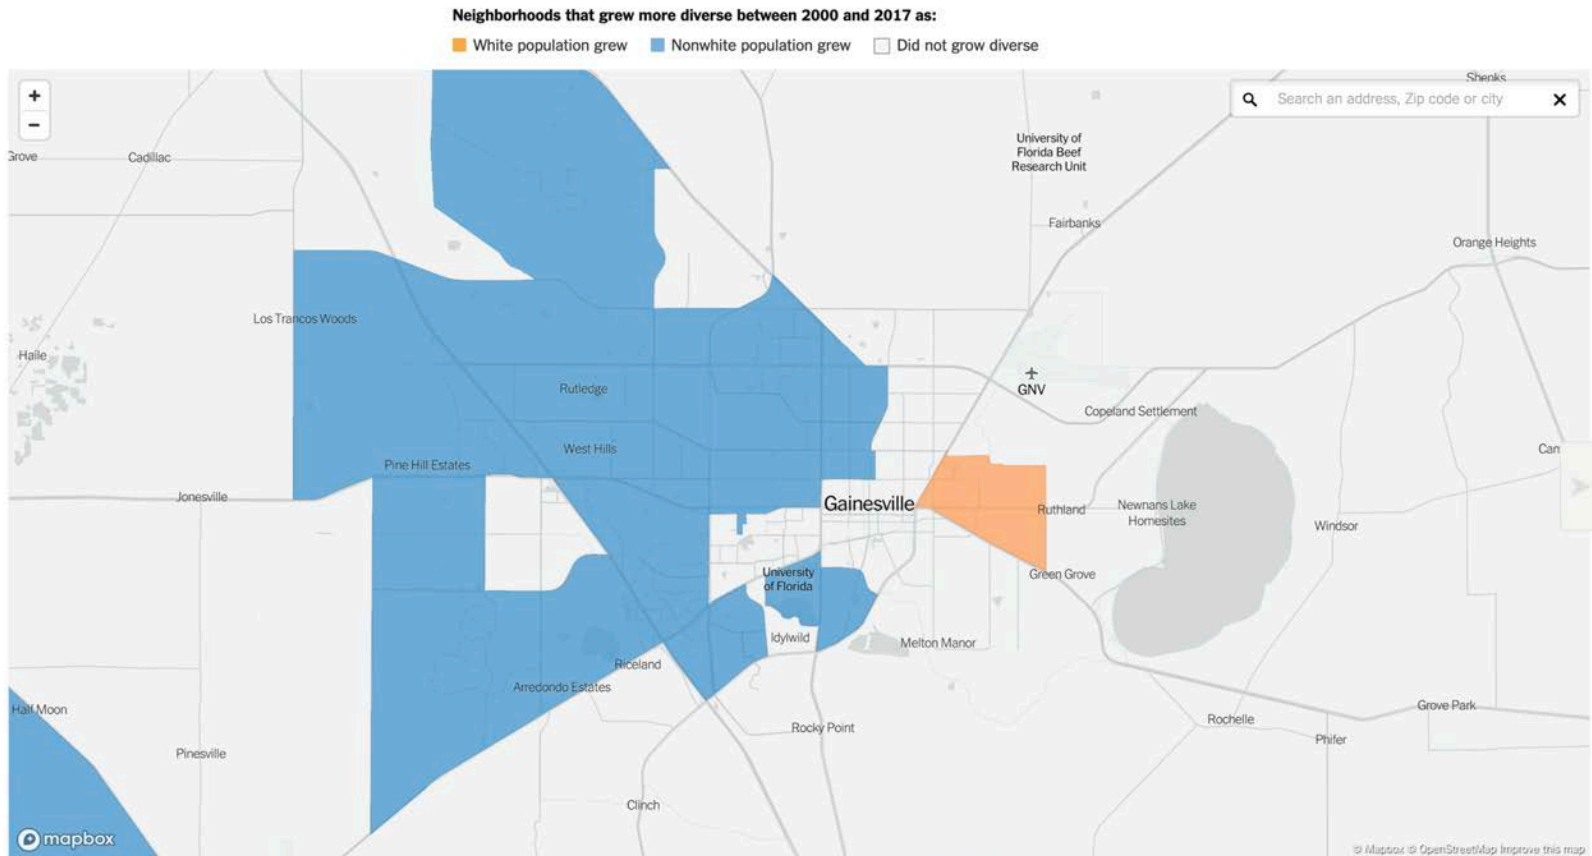 Neighborhoods that grew more diverse between 2000 and 2017 as:
White population grew
Nonwhite population grew
Did not grow diverse
+
−
Search an address, Zip code or city
Shenks
University of
Florida Beef
Research Unit
Grove
Cadillac
Fairbanks
Orange Heights
Los Trancos Woods
Haile
Rutledge
GNV
Copeland Settlement
West Hills
Can
Pine Hill Estates
Jonesville
Gainesville
Ruthland
Newnans Lake
Homesites
Windsor
University
of Florida
Green Grove
Idylwild
Melton Manor
Riceland
Arredondo Estates
Half Moon
Grove Park
Rochelle
Rocky Point
Phifer
Pinesville
Clinch
mapbox
© Mapbox © OpenStreetMap Improve this map